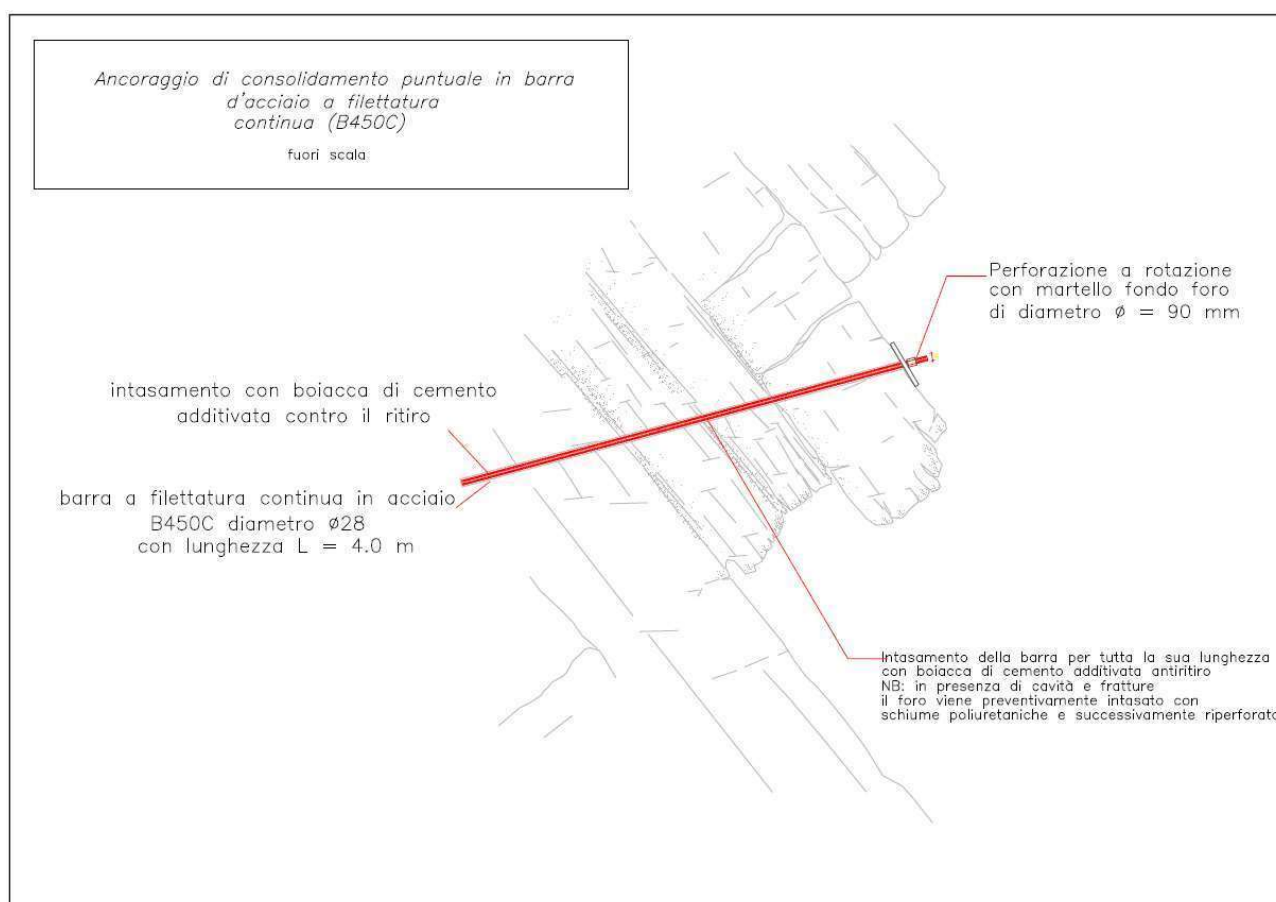 Ancoraggio di consolidamento puntuale in barra
d'acciaio a filettatura
continua (B450C)
fuori scala
Perforazione a rotazione
con martello fondo foro
di diametro ø = 90 mm
intasamento con boiacca di cemento
additivata contro il ritiro
barra a filettatura continua in acciaio
B450C diametro ø28
con lunghezza L = 4.0 m
Intasamento della barra per tutta la sua lunghezza
con boiacca di cemento additivata antiritiro
NB: in presenza di cavità e fratture
il foro viene preventivamente intasato con
schiume poliuretaniche e successivamente riperforato